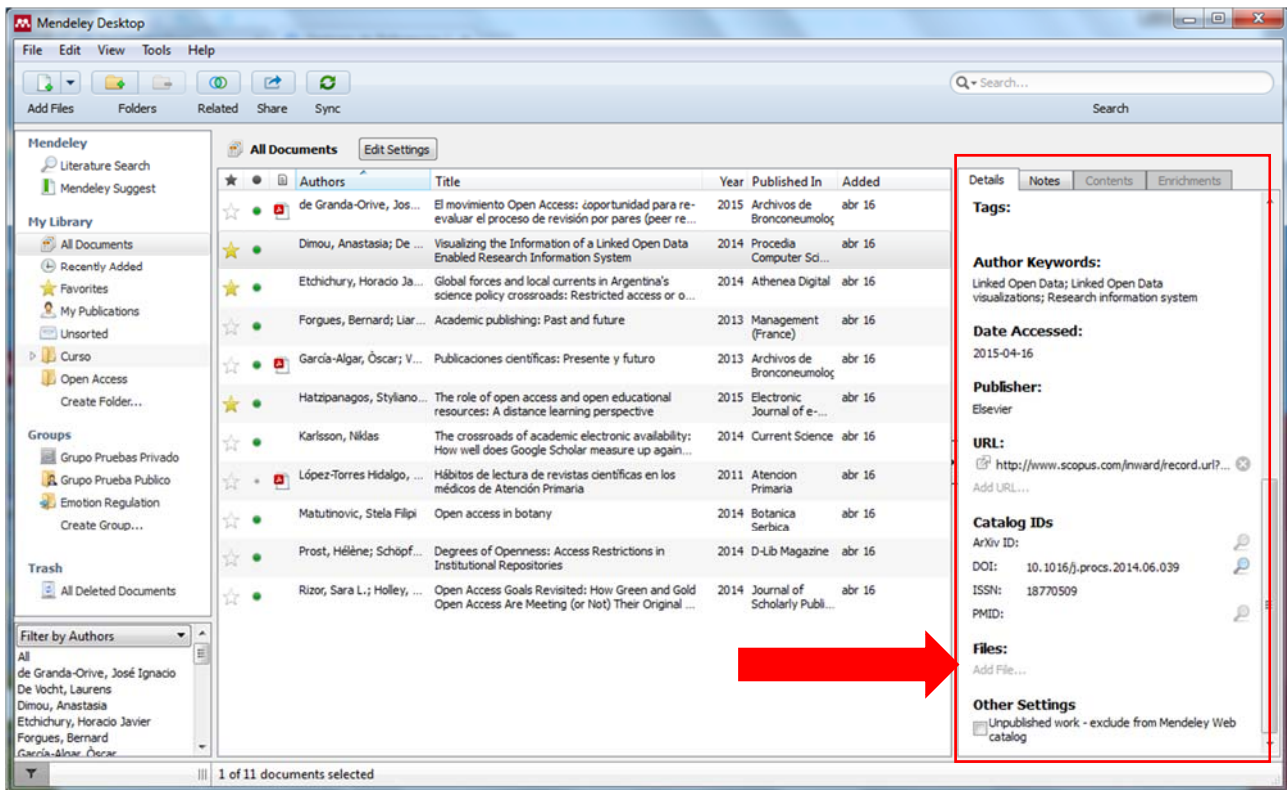 Mendeley Desktop
File Edit View Tools Help
Add Files Folders Related Share Sync
Search...
Search
Mendeley
Literature Search
Mendeley Suggest
My Library
All Documents
Recently Added
Favorites
My Publications
Unsorted
Curso
Open Access
Create Folder...
Groups
Grupo Pruebas Privado
Grupo Prueba Publico
Emotion Regulation
Create Group...
Trash
All Deleted Documents
Filter by Authors
All
de Granda-Orive, José Ignacio
De Vocht, Laurens
Dimou, Anastasia
Etchichury, Horacio Javier
Forgues, Bernard
García-Algar, Òscar
All Documents Edit Settings
Authors Title Year Published In Added
de Granda-Orive, Jos... El movimiento Open Access: ¿oportunidad para re- 2015 Archivos de abr 16
evaluar el proceso de revisión por pares (peer re... Bronconeumolog
Dimou, Anastasia; De ... Visualizing the Information of a Linked Open Data 2014 Procedia abr 16
Enabled Research Information System Computer Sci...
Etchichury, Horacio Ja... Global forces and local currents in Argentina's 2014 Athenea Digital abr 16
science policy crossroads: Restricted access or o...
Forgues, Bernard; Liar... Academic publishing: Past and future 2013 Management abr 16
(France)
García-Algar, Òscar; V... Publicaciones científicas: Presente y futuro 2013 Archivos de abr 16
Bronconeumolog
Hatzipanagos, Styliano... The role of open access and open educational 2015 Electronic abr 16
resources: A distance learning perspective Journal of e-...
Karlsson, Niklas The crossroads of academic electronic availability: 2014 Current Science abr 16
How well does Google Scholar measure up again...
López-Torres Hidalgo, ... Hábitos de lectura de revistas científicas en los 2011 Atencion abr 16
médicos de Atención Primaria Primaria
Matutinovic, Stela Filipi Open access in botany 2014 Botanica abr 16
Serbica
Prost, Hélène; Schöpf... Degrees of Openness: Access Restrictions in 2014 D-Lib Magazine abr 16
Institutional Repositories
Rizor, Sara L.; Holley, ... Open Access Goals Revisited: How Green and Gold 2014 Journal of abr 16
Open Access Are Meeting (or Not) Their Original ... Scholarly Publi...
1 of 11 documents selected
Details Notes Contents Enrichments
Tags:
Author Keywords:
Linked Open Data; Linked Open Data
visualizations; Research information system
Date Accessed:
2015-04-16
Publisher:
Elsevier
URL:
http://www.scopus.com/inward/record.url?...
Add URL...
Catalog IDs
ArXiv ID:
DOI: 10.1016/j.procs.2014.06.039
ISSN: 18770509
PMID:
Files:
Add File...
Other Settings
Unpublished work - exclude from Mendeley Web
catalog